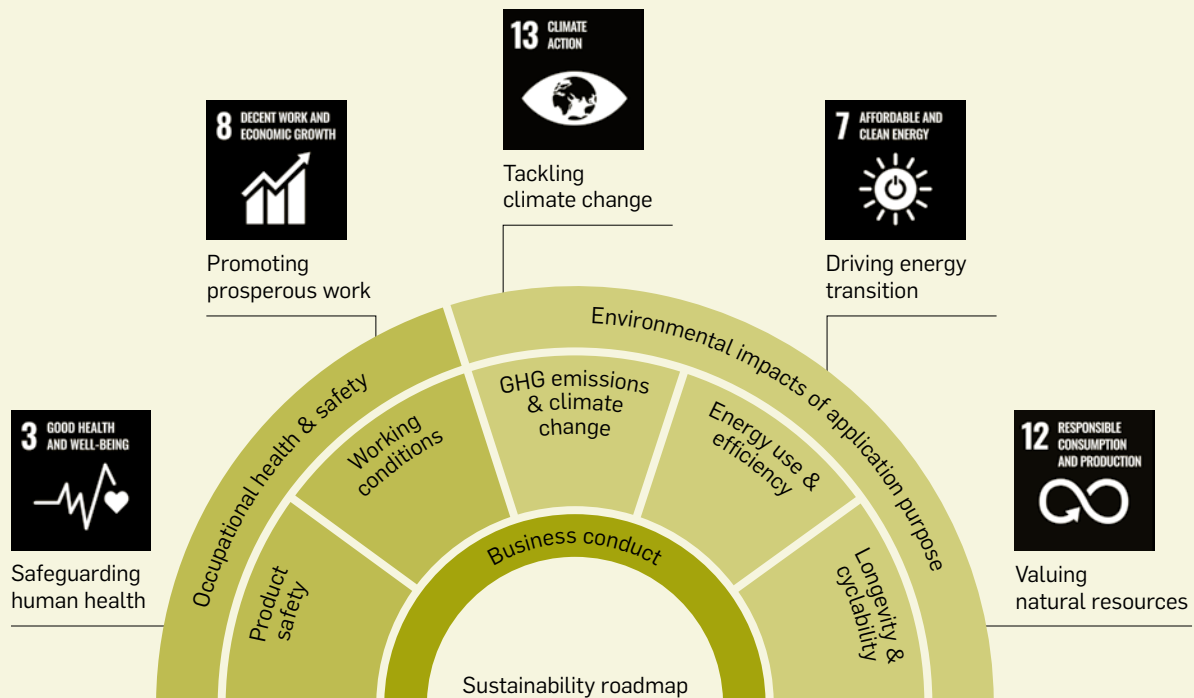 13 CLIMATE
ACTION
Tackling
climate change
8 DECENT WORK AND
ECONOMIC GROWTH
Promoting
prosperous work
7 AFFORDABLE AND
CLEAN ENERGY
Driving energy
transition
3 GOOD HEALTH
AND WELL-BEING
Safeguarding
human health
12 RESPONSIBLE
CONSUMPTION
AND PRODUCTION
Valuing
natural resources
Occupational health & safety
Environmental impacts of application purpose
Product
safety
Working
conditions
GHG emissions
& climate
change
Energy use &
efficiency
Longevity &
cyclability
Business conduct
Sustainability roadmap